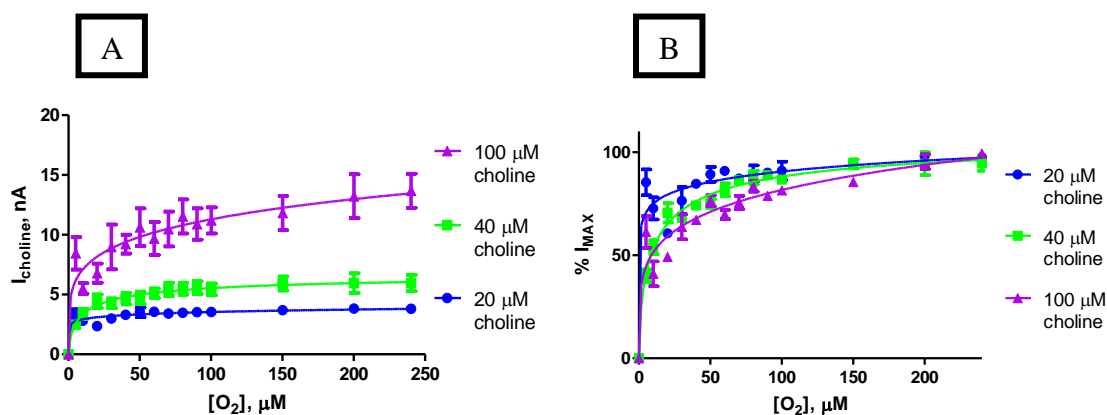 A
B
20
15
10
5
0
0 50 100 150 200 250
I_choline, nA
[O₂], μM
100 μM
choline
40 μM
choline
20 μM
choline
100
50
0
0 50 100 150 200
% I_MAX
[O₂], μM
20 μM
choline
40 μM
choline
100 μM
choline